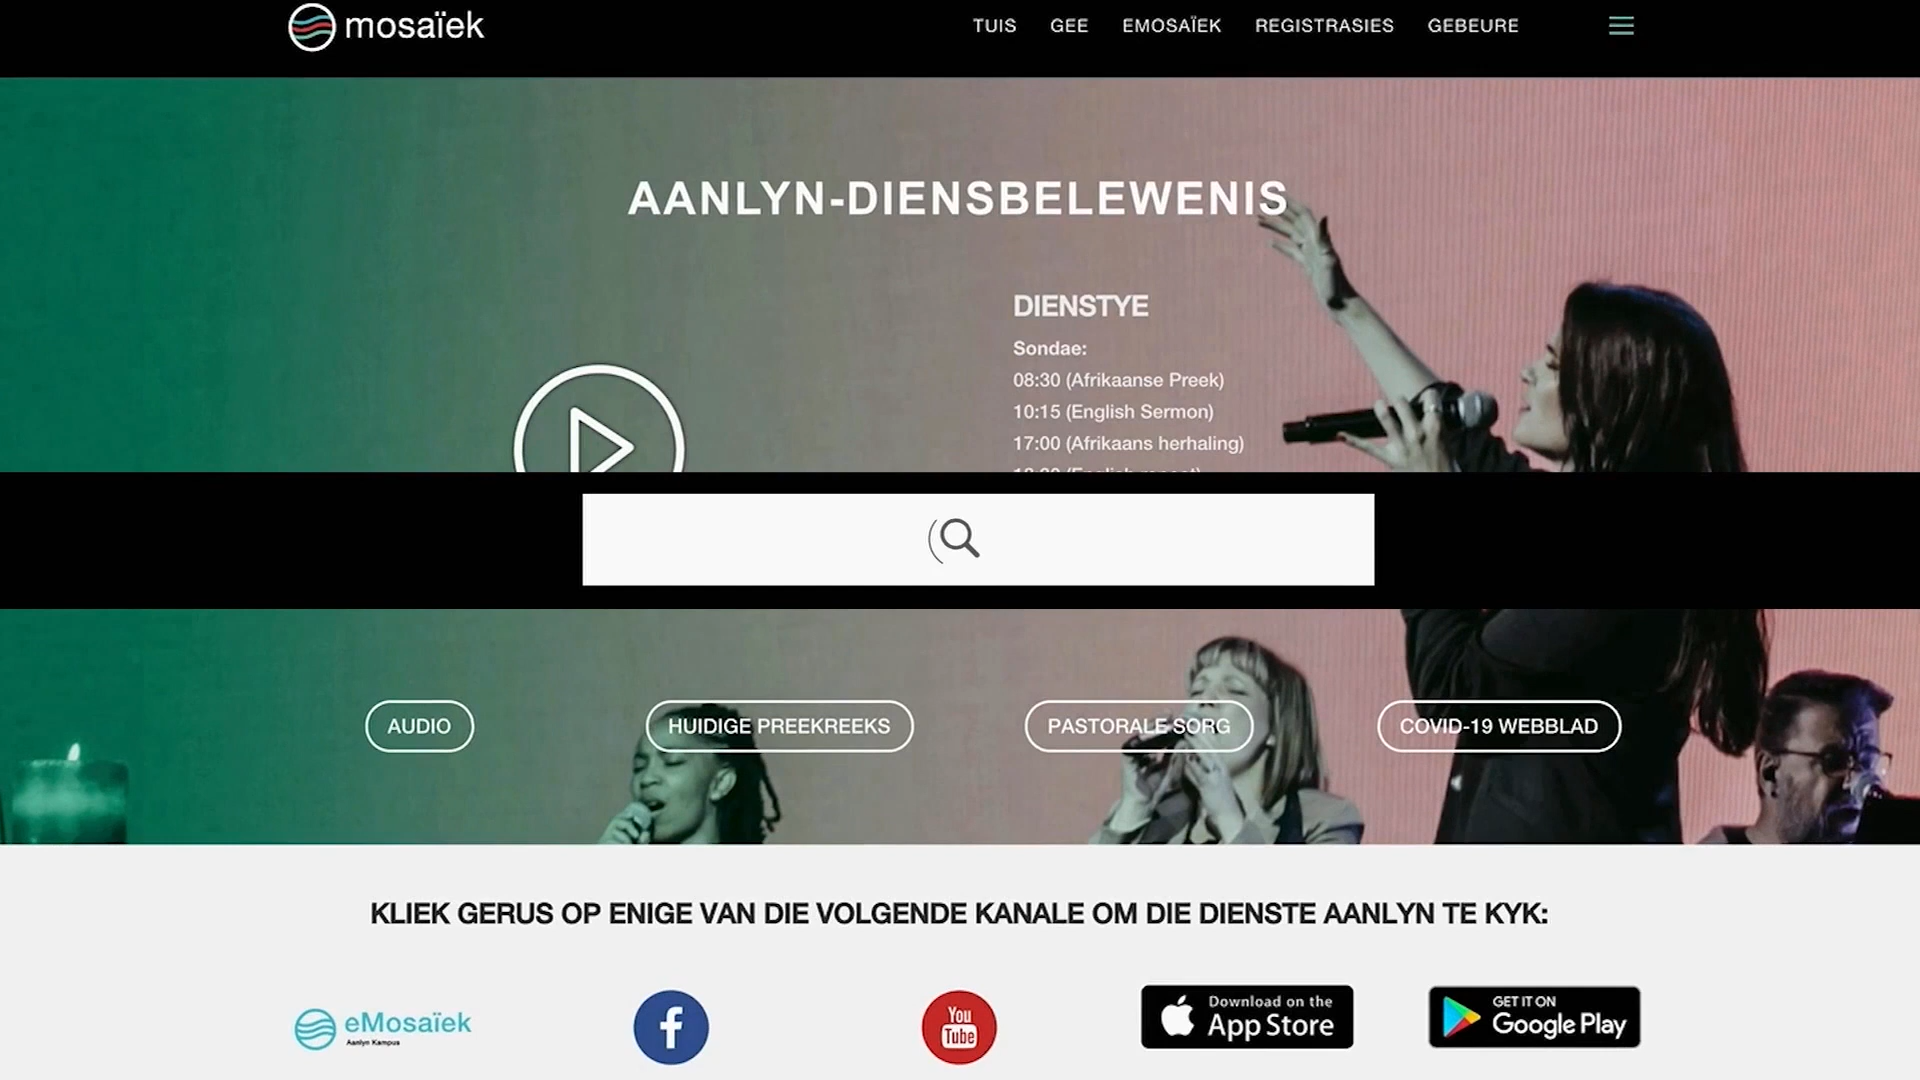 mosaïek
TUIS GEE EMOSAÏEK REGISTRASIES GEBEURE
AANLYN-DIENSBELEWENIS
DIENSTYE
Sondae:
08:30 (Afrikaanse Preek)
10:15 (English Sermon)
17:00 (Afrikaans herhaling)
AUDIO
HUIDIGE PREEKREEKS
PASTORALE SORG
COVID-19 WEBBLAD
KLIEK GERUS OP ENIGE VAN DIE VOLGENDE KANALE OM DIE DIENSTE AANLYN TE KYK:
eMosaïek
Aanlyn Kampus
f
You
Tube
Download on the
App Store
GET IT ON
Google Play